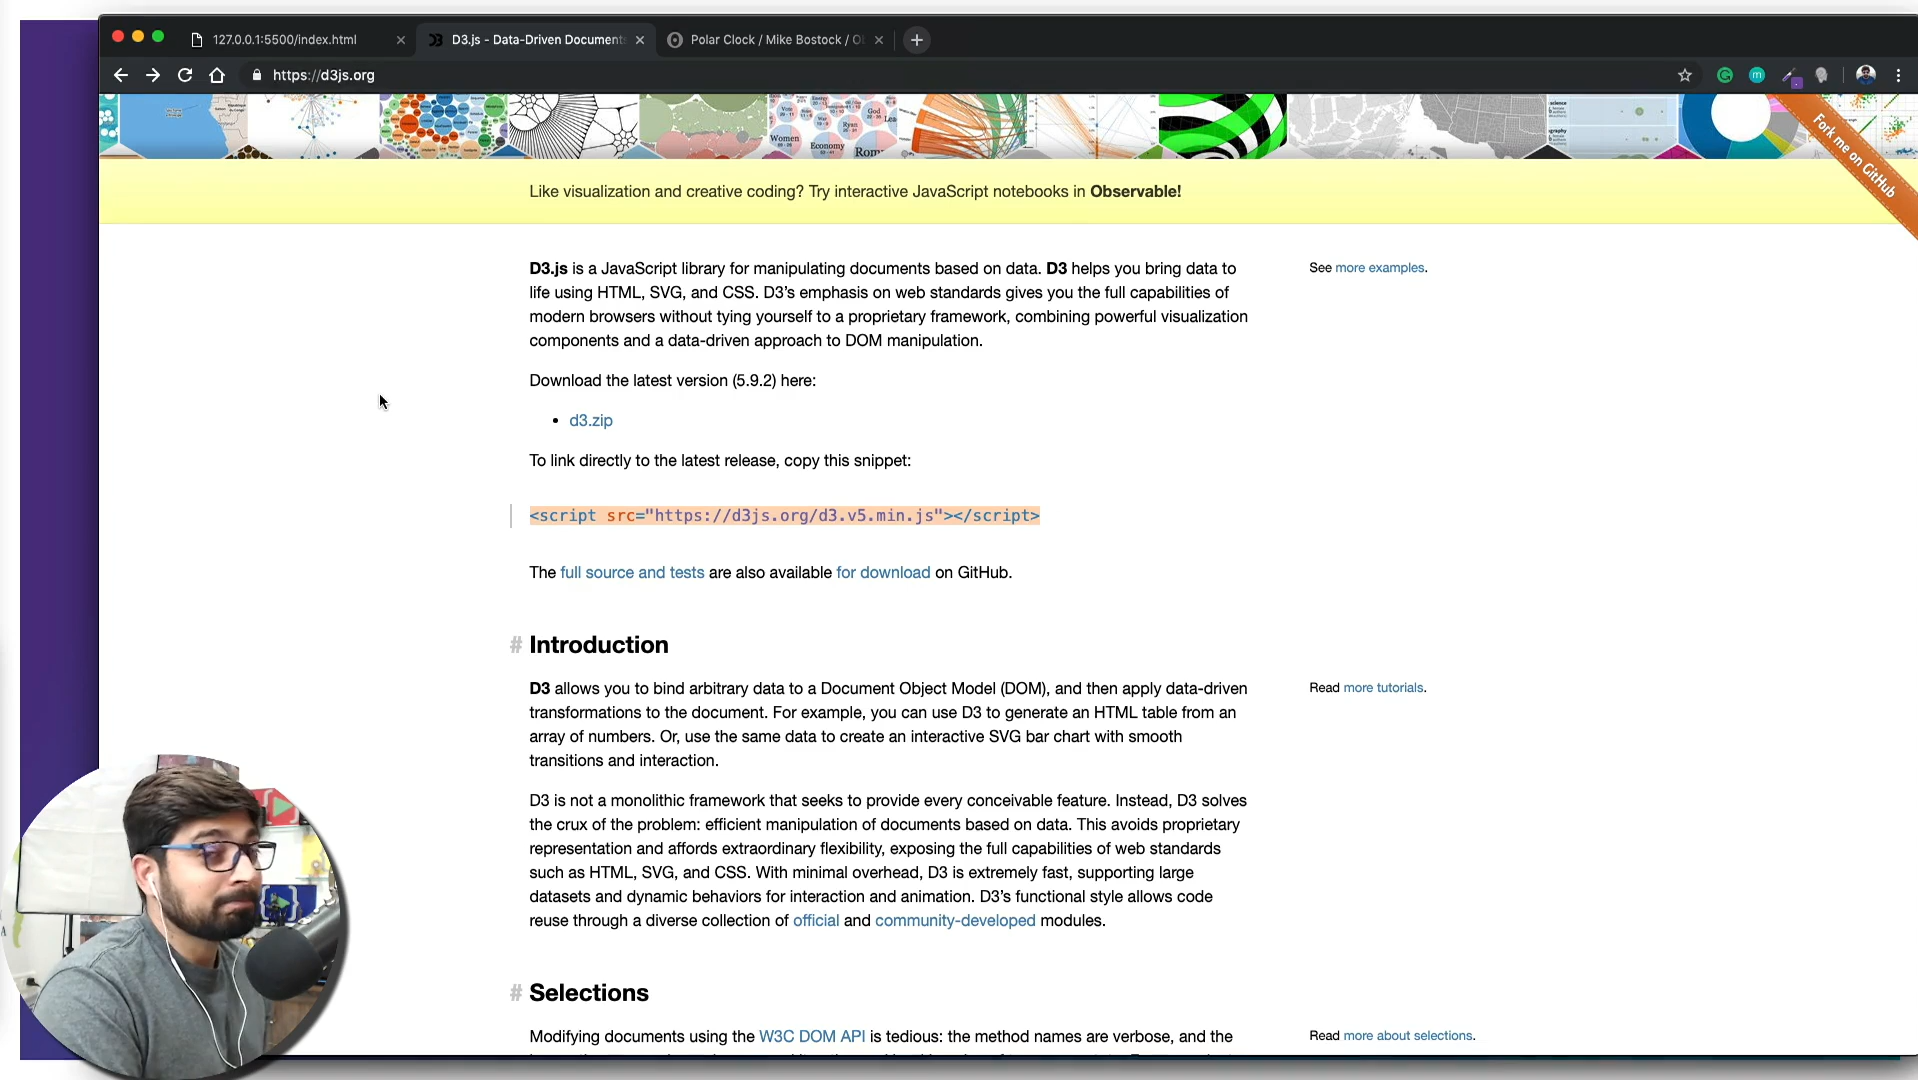 127.0.0.1:5500/index.html
D3.js - Data-Driven Document
Polar Clock / Mike Bostock / O
https://d3js.org
Women
Economy
Ryan
God
Vote
Fork me on GitHub
Like visualization and creative coding? Try interactive JavaScript notebooks in Observable!
D3.js is a JavaScript library for manipulating documents based on data. D3 helps you bring data to
life using HTML, SVG, and CSS. D3’s emphasis on web standards gives you the full capabilities of
modern browsers without tying yourself to a proprietary framework, combining powerful visualization
components and a data-driven approach to DOM manipulation.
See more examples.
Download the latest version (5.9.2) here:
• d3.zip
To link directly to the latest release, copy this snippet:
<script src="https://d3js.org/d3.v5.min.js"></script>
The full source and tests are also available for download on GitHub.
# Introduction
D3 allows you to bind arbitrary data to a Document Object Model (DOM), and then apply data-driven
transformations to the document. For example, you can use D3 to generate an HTML table from an
array of numbers. Or, use the same data to create an interactive SVG bar chart with smooth
transitions and interaction.
Read more tutorials.
D3 is not a monolithic framework that seeks to provide every conceivable feature. Instead, D3 solves
the crux of the problem: efficient manipulation of documents based on data. This avoids proprietary
representation and affords extraordinary flexibility, exposing the full capabilities of web standards
such as HTML, SVG, and CSS. With minimal overhead, D3 is extremely fast, supporting large
datasets and dynamic behaviors for interaction and animation. D3’s functional style allows code
reuse through a diverse collection of official and community-developed modules.
# Selections
Modifying documents using the W3C DOM API is tedious: the method names are verbose, and the
Read more about selections.